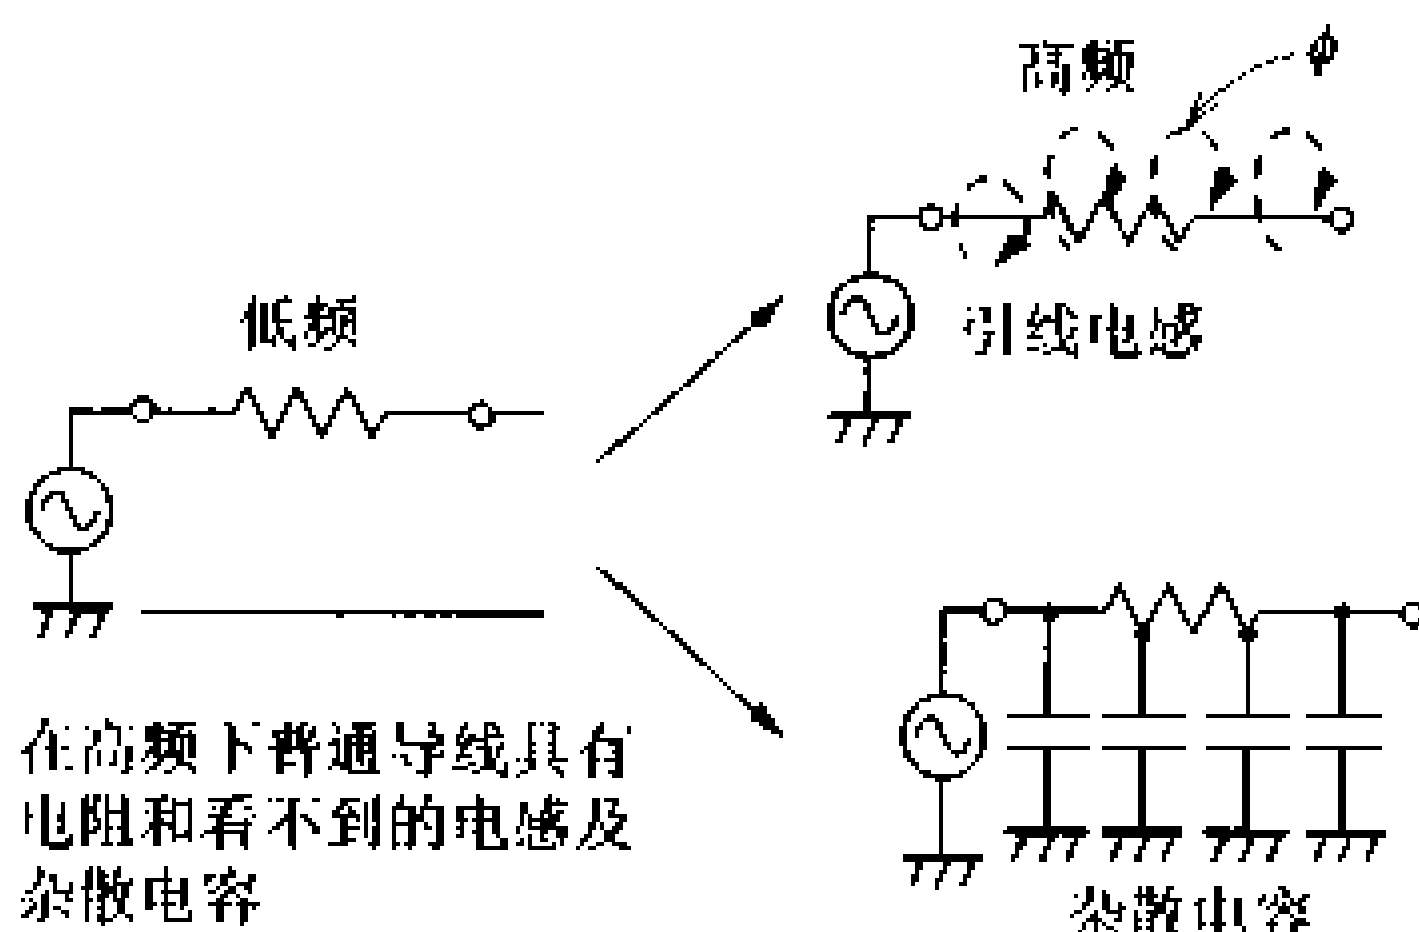 高频
ϕ
引线电感
低频
在高频下普通导线具有
电阻和看不到的电感及
杂散电容
杂散电容